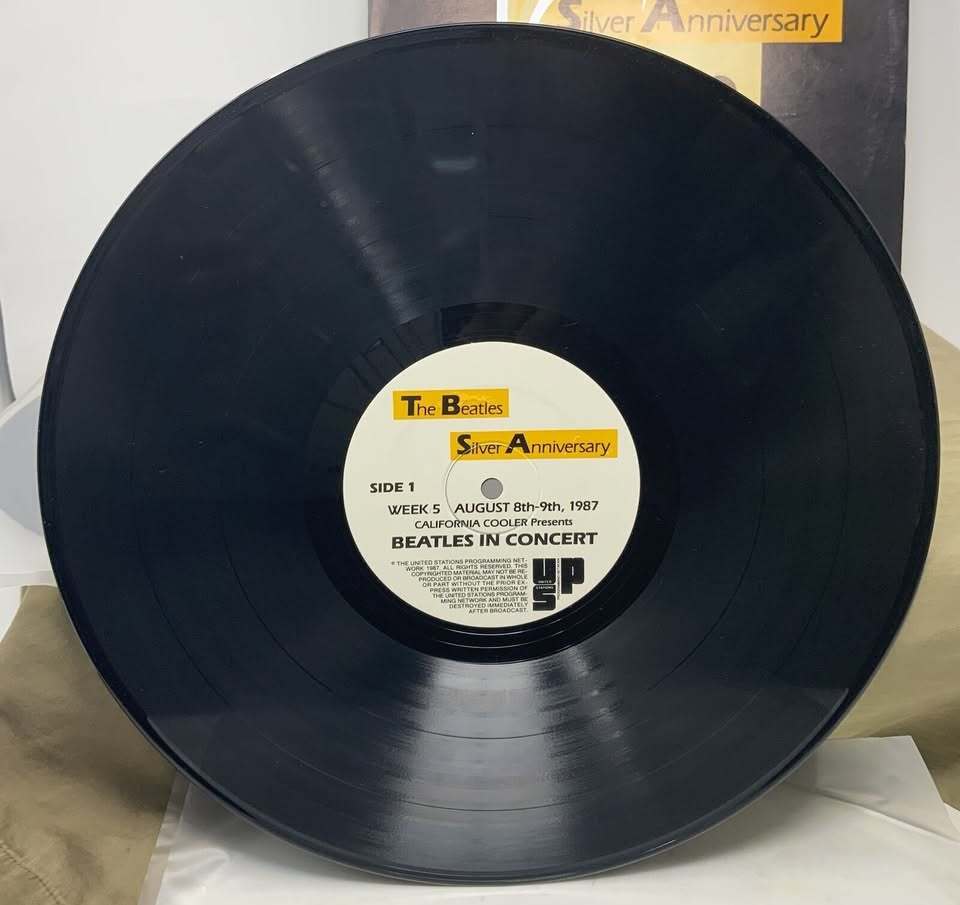 Silver Anniversary
The Beatles
Silver Anniversary
SIDE 1
WEEK 5 AUGUST 8th-9th, 1987
CALIFORNIA COOLER Presents
BEATLES IN CONCERT
℗ THE UNITED STATIONS PROGRAMMING NET-
WORK 1987. ALL RIGHTS RESERVED. THIS
COPYRIGHTED MATERIAL MAY NOT BE RE-
PRODUCED OR BROADCAST IN WHOLE
OR PART WITHOUT THE PRIOR EX-
PRESS WRITTEN PERMISSION OF
THE UNITED STATIONS PROGRAM-
MING NETWORK AND MUST BE
DESTROYED IMMEDIATELY
AFTER BROADCAST.
UP
UNITED
STATIONS
S